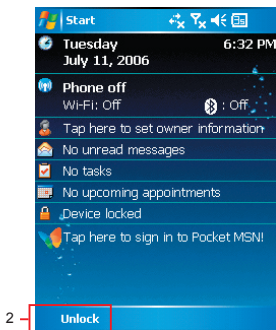 Start
Tuesday 6:32 PM
July 11, 2006
Phone off
Wi-Fi: Off : Off
Tap here to set owner information
No unread messages
No tasks
No upcoming appointments
Device locked
Tap here to sign in to Pocket MSN!
2 Unlock